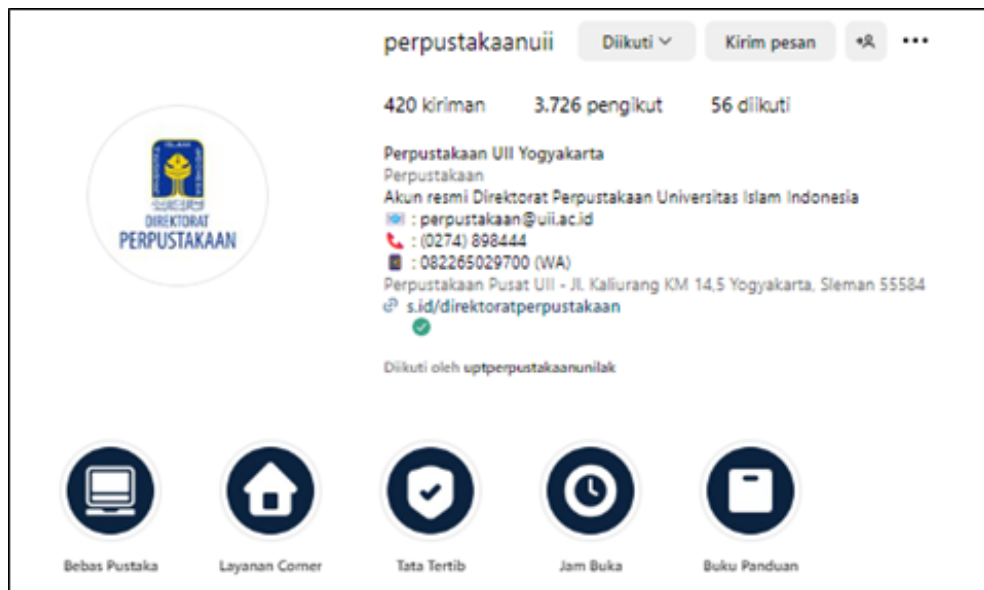 perpustakaanuii Diikuti Kirim pesan
420 kiriman 3.726 pengikut 56 diikuti
Perpustakaan UII Yogyakarta
Perpustakaan
Akun resmi Direktorat Perpustakaan Universitas Islam Indonesia
: perpustakaan@uii.ac.id
: (0274) 898444
: 082265029700 (WA)
Perpustakaan Pusat UII - Jl. Kaliurang KM 14,5 Yogyakarta, Sleman 55584
s.id/direktoratperpustakaan
Diikuti oleh uptperpustakaanunilak
DIREKTORAT
PERPUSTAKAAN
Bebas Pustaka Layanan Corner Tata Tertib Jam Buka Buku Panduan